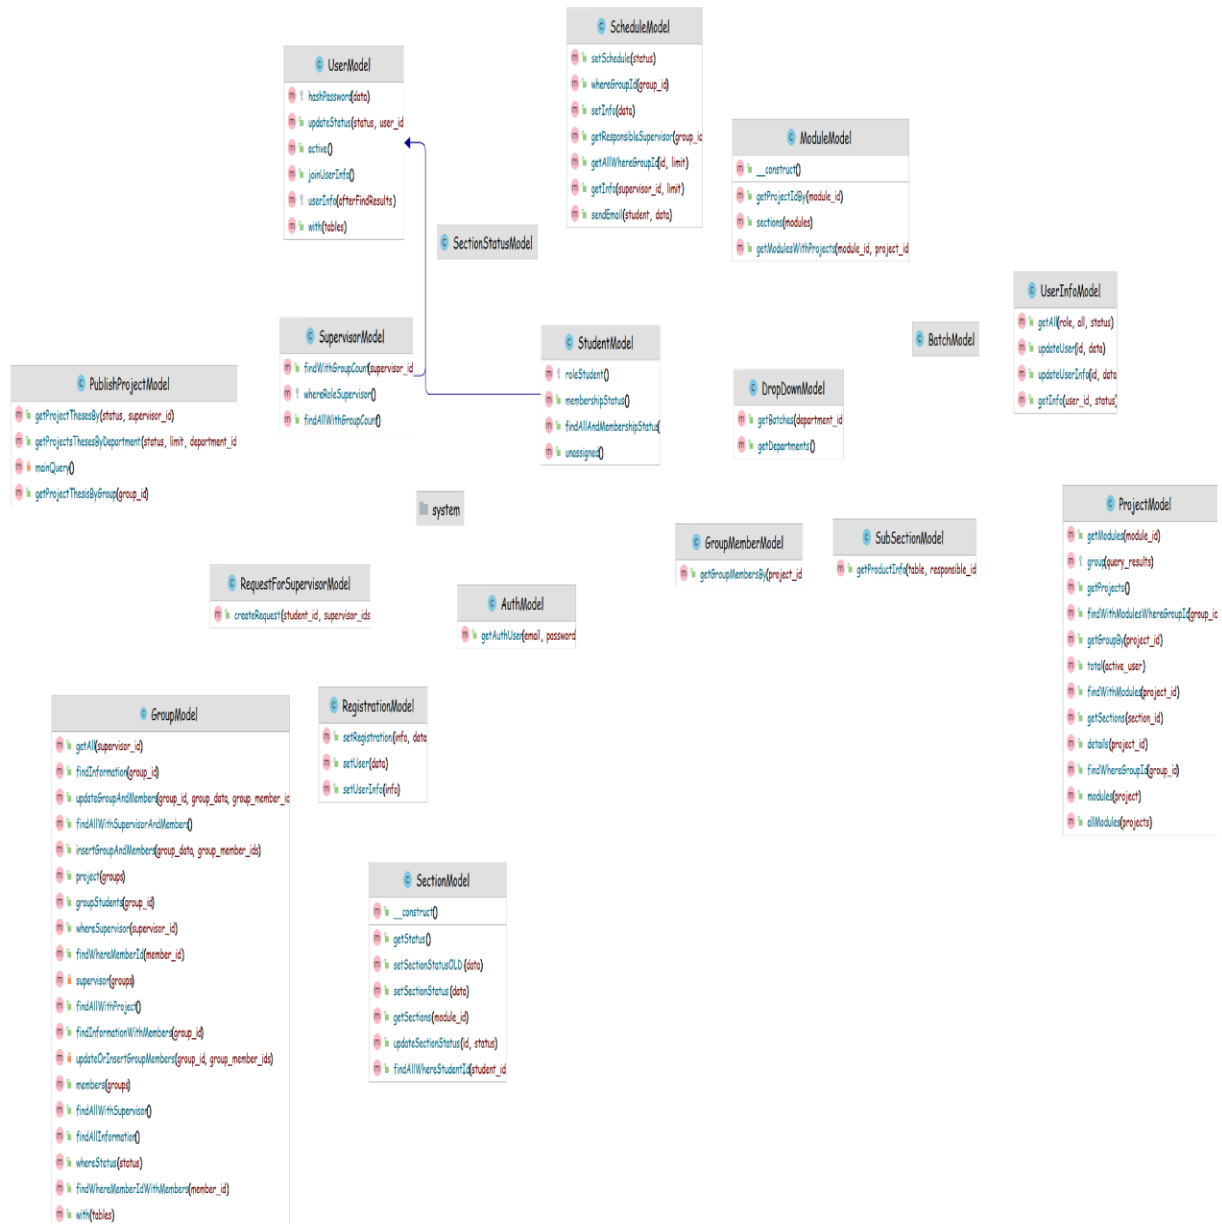 ScheduleModel
setSchedule(status)
whereGroupId(group_id)
setInfo(data)
getResponsibleSupervisor(group_id
getAllWhereGroupId(id, limit)
getInfo(supervisor_id, limit)
sendEmail(student, data)
UserModel
hashPassword(data)
updateStatus(status, user_id
active()
joinUserInfo()
userInfo(afterFindResults)
with(tables)
ModuleModel
__construct()
getProjectIdBy(module_id)
sections(modules)
getModulesWithProjects(module_id, project_id
SectionStatusModel
UserInfoModel
getAll(role, all, status)
updateUser(id, data)
updateUserInfo(id, data
getInfo(user_id, status)
SupervisorModel
findWithGroupCount(supervisor_id
whereRoleSupervisor()
findAllWithGroupCount()
StudentModel
roleStudent()
membershipStatus()
findAllAndMembershipStatus(
unassigned()
BatchModel
PublishProjectModel
getProjectThesesBy(status, supervisor_id)
getProjectsThesesByDepartment(status, limit, department_id
mainQuery()
getProjectThesisByGroup(group_id)
DropDownModel
getBatches(department_id
getDepartments()
system
ProjectModel
getModules(module_id)
group(query_results)
getProjects()
findWithModulesWhereGroupId(group_id
getGroupBy(project_id)
total(active_user)
findWithModules(project_id)
getSections(section_id)
details(project_id)
findWhereGroupId(group_id)
modules(project)
allModules(projects)
GroupMemberModel
getGroupMembersBy(project_id
SubSectionModel
getProductInfo(table, responsible_id
RequestForSupervisorModel
createRequest(student_id, supervisor_ids
AuthModel
getAuthUser(email, password
GroupModel
getAll(supervisor_id)
findInformation(group_id)
updateGroupAndMembers(group_id, group_data, group_member_id
findAllWithSupervisorAndMembers()
insertGroupAndMembers(group_data, group_member_ids)
project(groups)
groupStudents(group_id)
whereSupervisor(supervisor_id)
findWhereMemberId(member_id)
supervisor(groups)
findAllWithProject()
findInformationWithMembers(group_id)
updateOrInsertGroupMembers(group_id, group_member_ids)
members(groups)
findAllWithSupervisor()
findAllInformation()
whereStatus(status)
findWhereMemberIdWithMembers(member_id)
with(tables)
RegistrationModel
setRegistration(info, data
setUser(data)
setUserInfo(info)
SectionModel
__construct()
getStatus()
setSectionStatusOLD(data)
setSectionStatus(data)
getSections(module_id)
updateSectionStatus(id, status)
findAllWhereStudentId(student_id